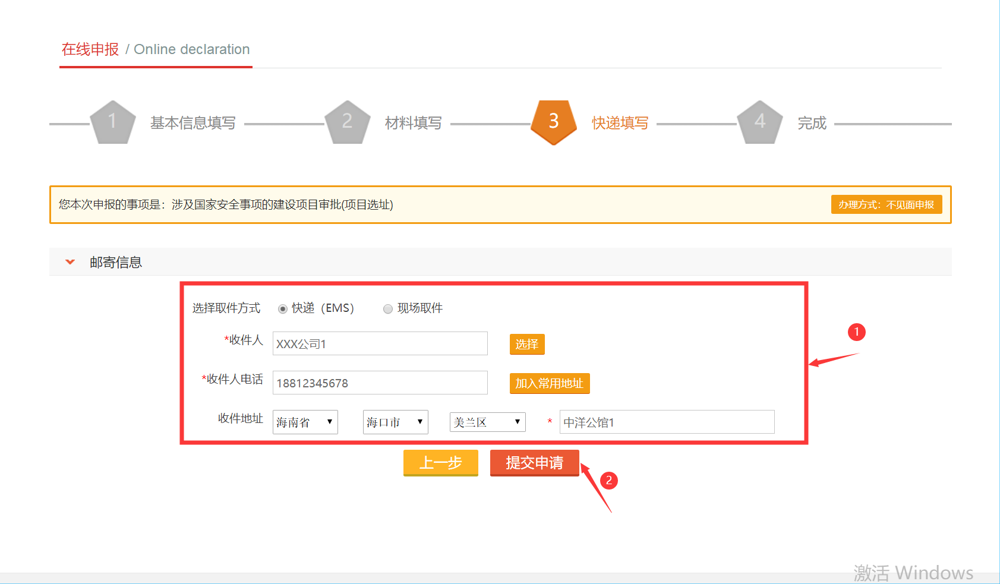 在线申报 / Online declaration
1 基本信息填写 2 材料填写 3 快递填写 4 完成
您本次申报的事项是：涉及国家安全事项的建设项目审批(项目选址) 办理方式：不见面申报
邮寄信息
选择取件方式 快递（EMS） 现场取件
*收件人 XXX公司1 选择
1
*收件人电话 18812345678 加入常用地址
收件地址 海南省 海口市 美兰区 * 中洋公馆1
上一步 提交申请
2
激活 Windows